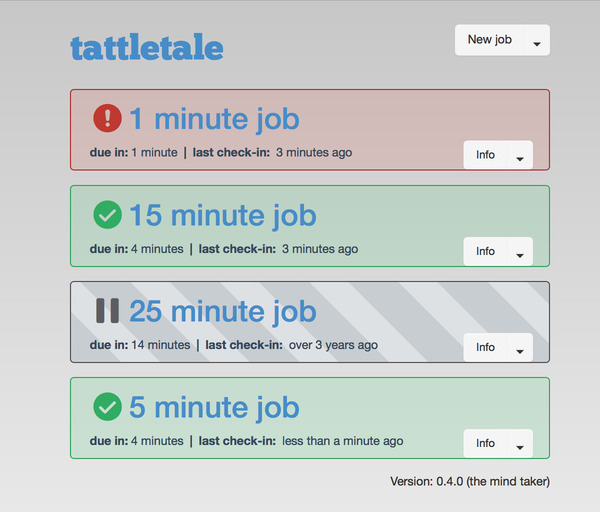 tattletale
New job
1 minute job
due in: 1 minute | last check-in: 3 minutes ago
Info
15 minute job
due in: 4 minutes | last check-in: 3 minutes ago
Info
25 minute job
due in: 14 minutes | last check-in: over 3 years ago
Info
5 minute job
due in: 4 minutes | last check-in: less than a minute ago
Info
Version: 0.4.0 (the mind taker)